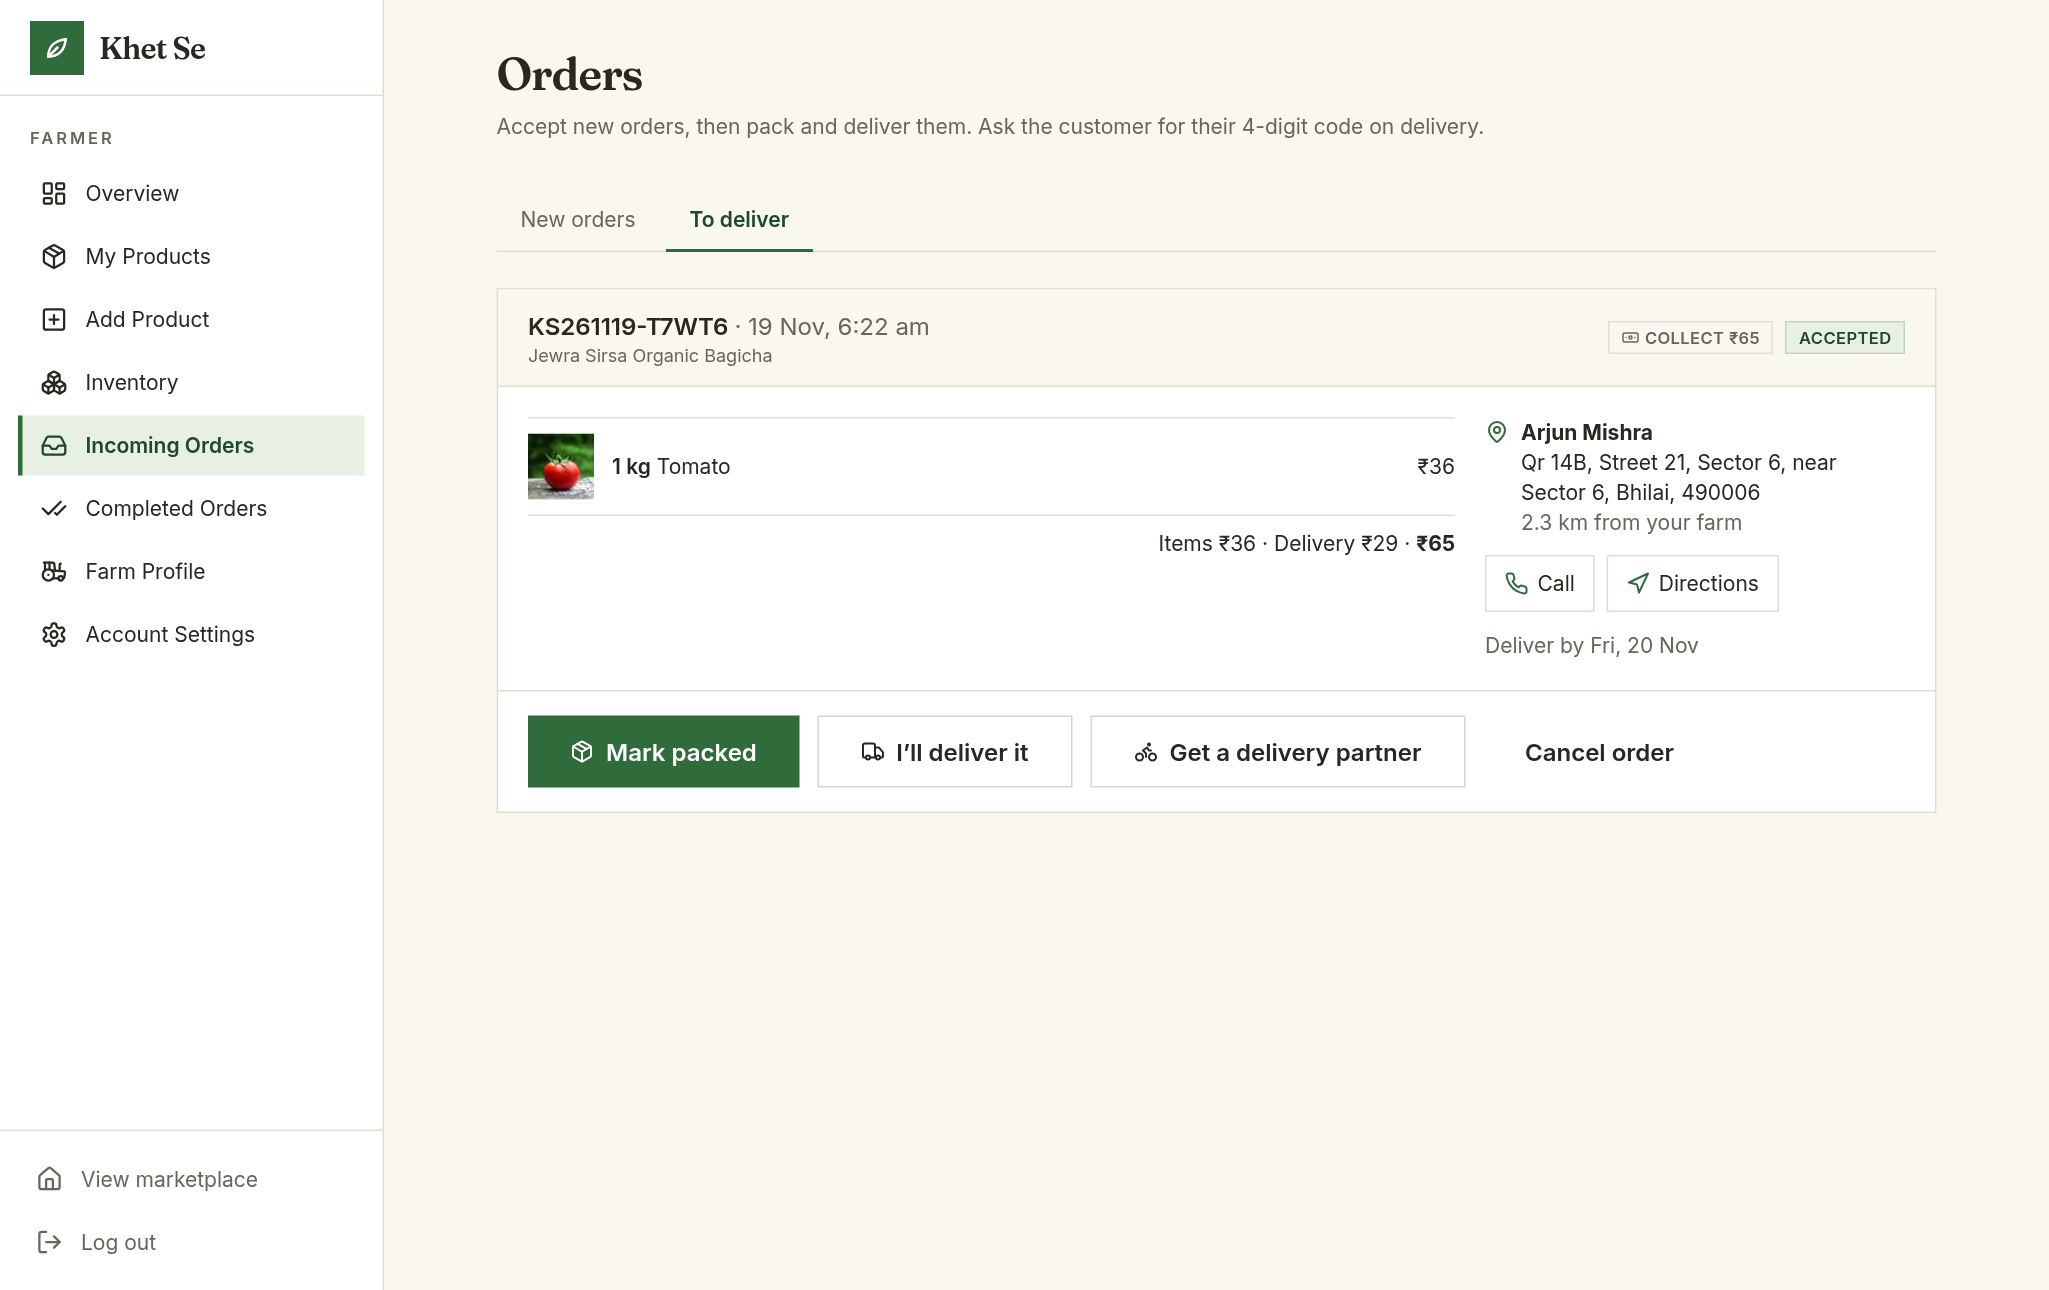 Khet Se
FARMER
Overview
My Products
Add Product
Inventory
Incoming Orders
Completed Orders
Farm Profile
Account Settings
View marketplace
Log out
Orders
Accept new orders, then pack and deliver them. Ask the customer for their 4-digit code on delivery.
New orders
To deliver
KS261119-T7WT6 · 19 Nov, 6:22 am
Jewra Sirsa Organic Bagicha
COLLECT ₹65
ACCEPTED
1 kg Tomato
₹36
Items ₹36 · Delivery ₹29 · ₹65
Arjun Mishra
Qr 14B, Street 21, Sector 6, near
Sector 6, Bhilai, 490006
2.3 km from your farm
Call
Directions
Deliver by Fri, 20 Nov
Mark packed
I’ll deliver it
Get a delivery partner
Cancel order